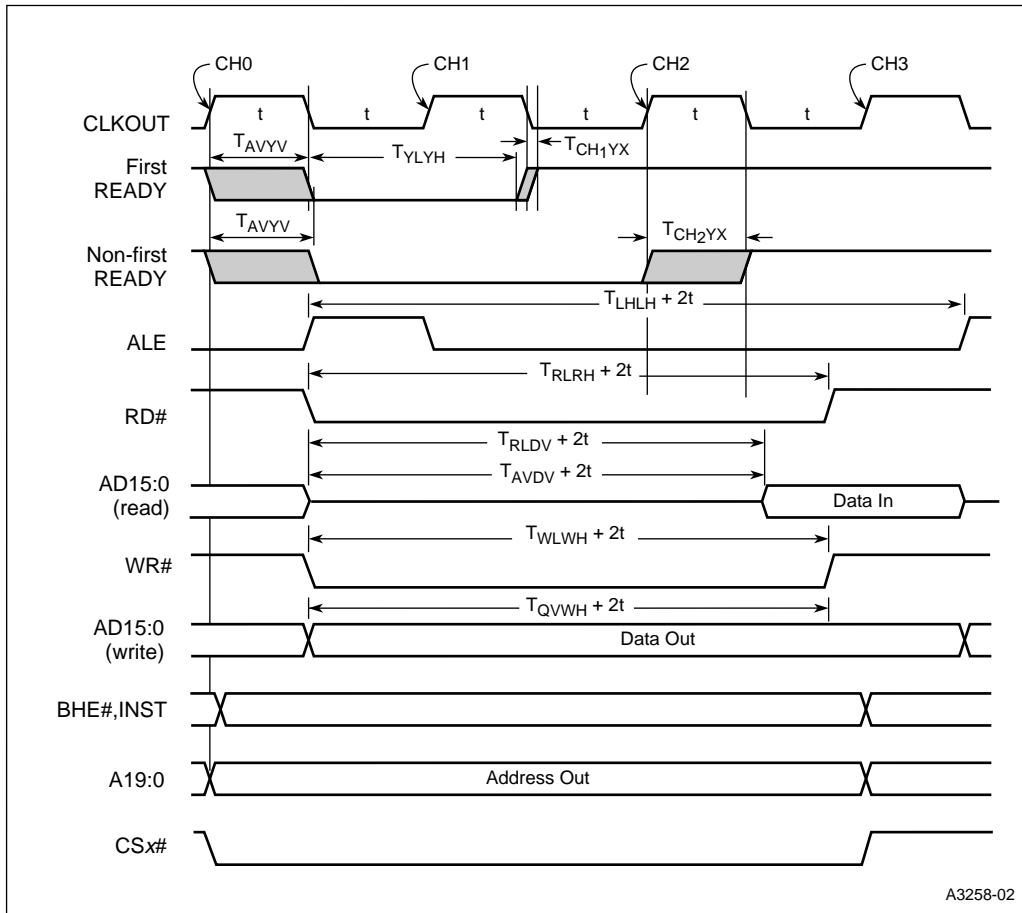 CH0 CH1 CH2 CH3
CLKOUT t t t t t t
TAVYV TYLYH TCH1YX
First
READY
TAVYV TCH2YX
Non-first
READY
TLHLH + 2t
ALE
TRLRH + 2t
RD#
TRLDV + 2t
TAVDV + 2t
AD15:0
(read)
Data In
TWLWH + 2t
WR#
TQVWH + 2t
AD15:0
(write)
Data Out
BHE#,INST
A19:0 Address Out
CSx#
A3258-02